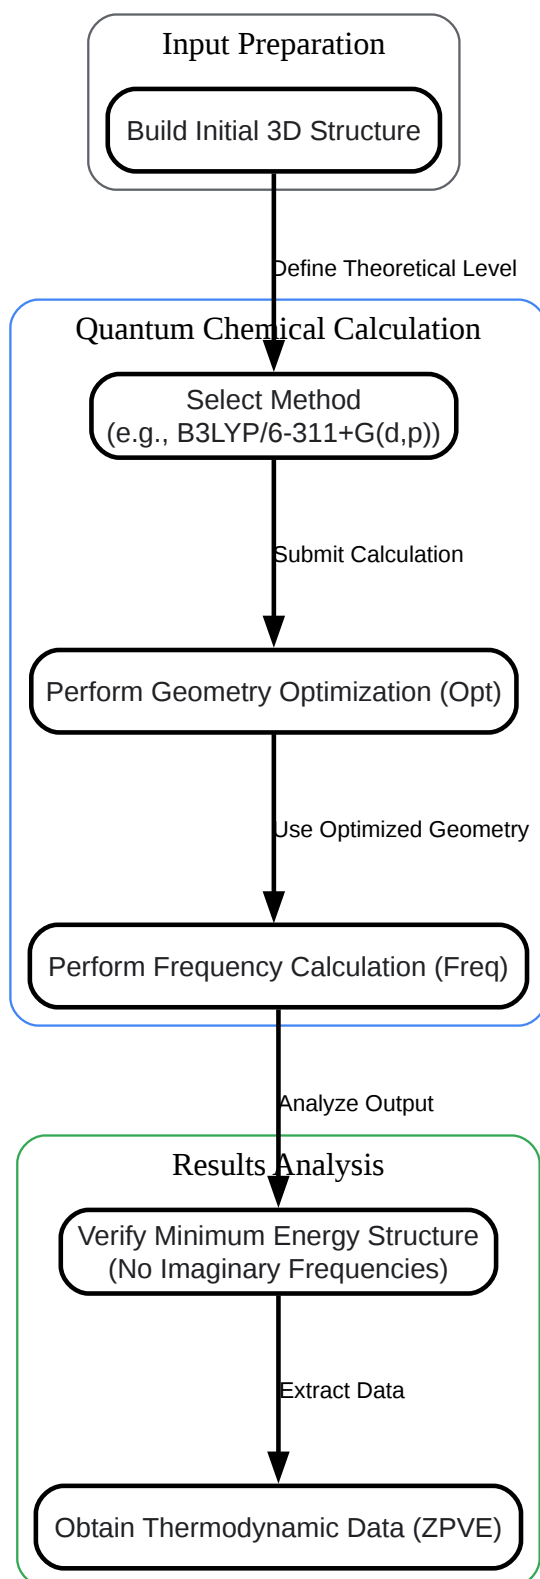 Input Preparation
Build Initial 3D Structure
Define Theoretical Level
Quantum Chemical Calculation
Select Method
(e.g., B3LYP/6-311+G(d,p))
Submit Calculation
Perform Geometry Optimization (Opt)
Use Optimized Geometry
Perform Frequency Calculation (Freq)
Analyze Output
Results Analysis
Verify Minimum Energy Structure
(No Imaginary Frequencies)
Extract Data
Obtain Thermodynamic Data (ZPVE)